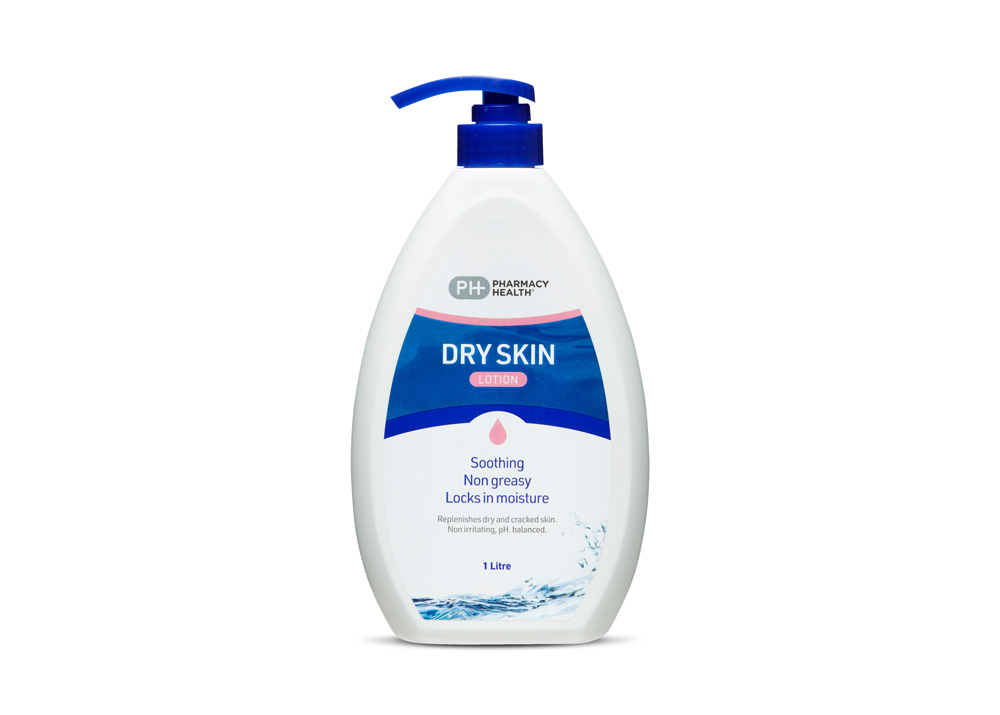 PH PHARMACY
HEALTH
DRY SKIN
LOTION
Soothing
Non greasy
Locks in moisture
Replenishes dry and cracked skin.
Non irritating, pH. balanced.
1 Litre